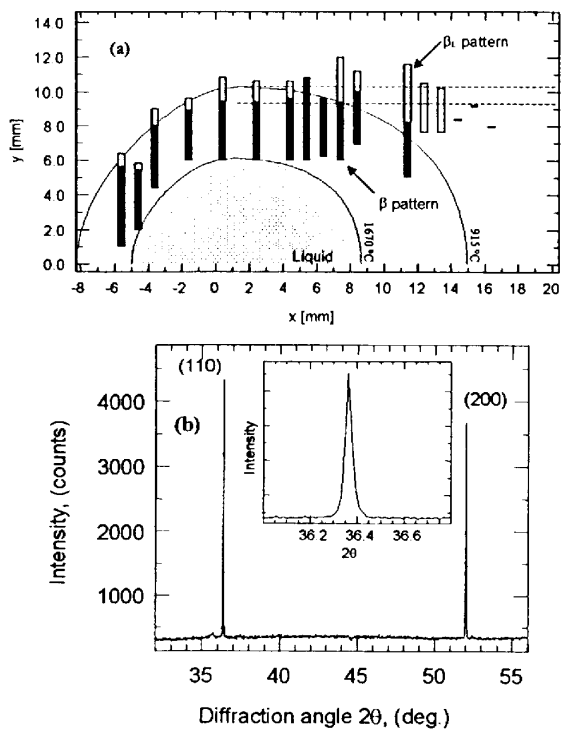 (a)
14.0
12.0
10.0
8.0
6.0
4.0
2.0
0.0
y [mm]
βL pattern
β pattern
Liquid
1670 ºC
915 ºC
-8 -6 -4 -2 0 2 4 6 8 10 12 14 16 18 20
x [mm]
(110)
(b)
(200)
4000
3000
2000
1000
Intensity, (counts)
Intensity
36.2 36.4 36.6
2θ
35 40 45 50 55
Diffraction angle 2θ, (deg.)